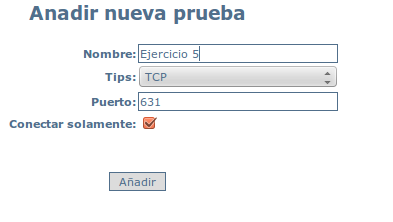 Anadir nueva prueba
Nombre: Ejercicio 5
Tips: TCP
Puerto: 631
Conectar solamente:
Añadir